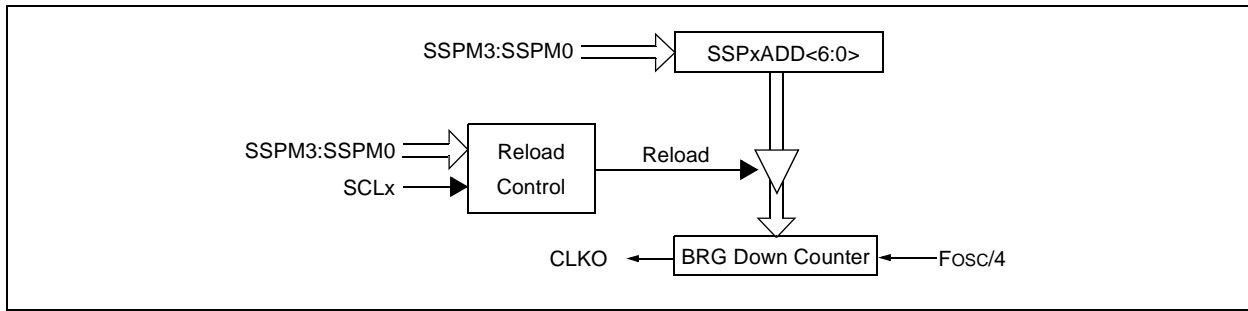 SSPM3:SSPM0
SSPxADD<6:0>
SSPM3:SSPM0
SCLx
Reload
Control
Reload
CLKO
BRG Down Counter
FOSC/4